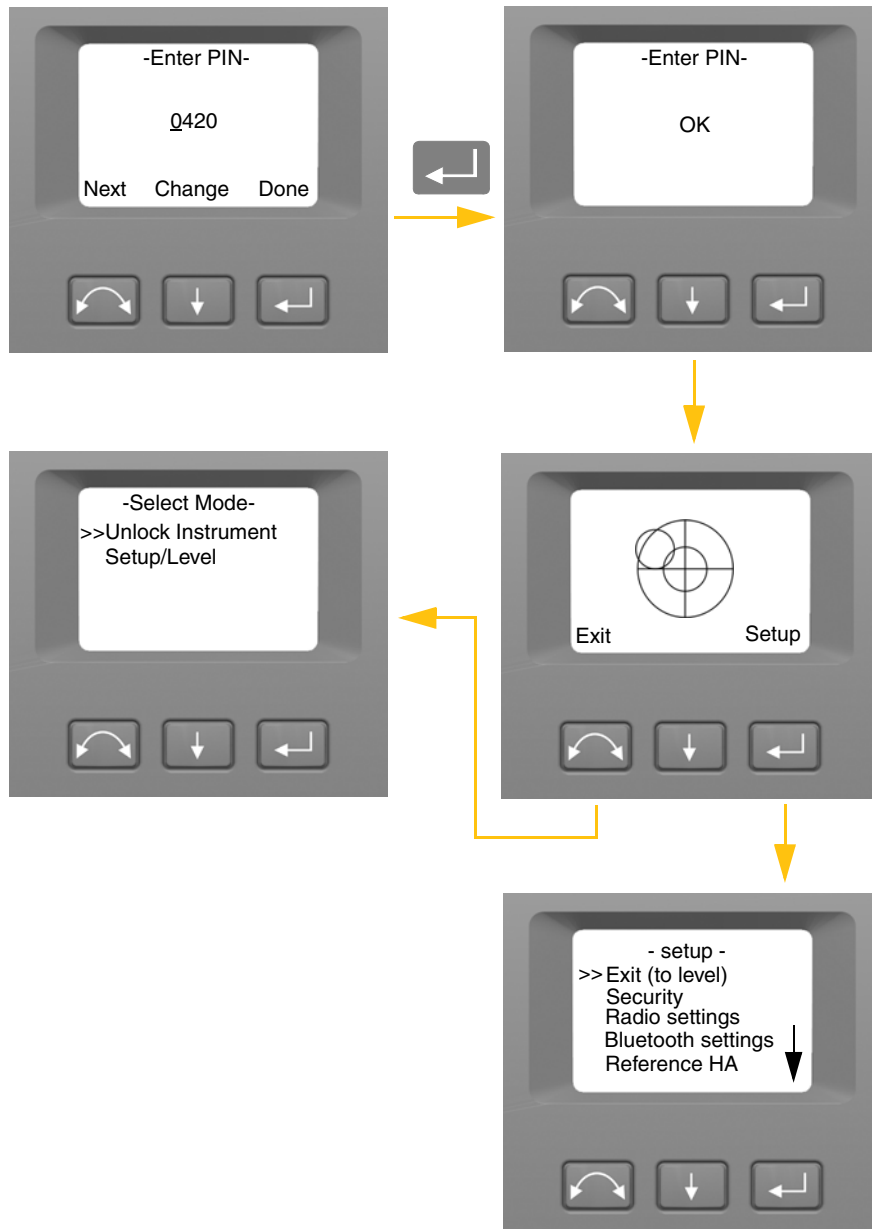 -Enter PIN-
0420
Next Change Done
-Enter PIN-
OK
Exit Setup
-Select Mode-
>>Unlock Instrument
Setup/Level
- setup -
>>Exit (to level)
Security
Radio settings
Bluetooth settings
Reference HA